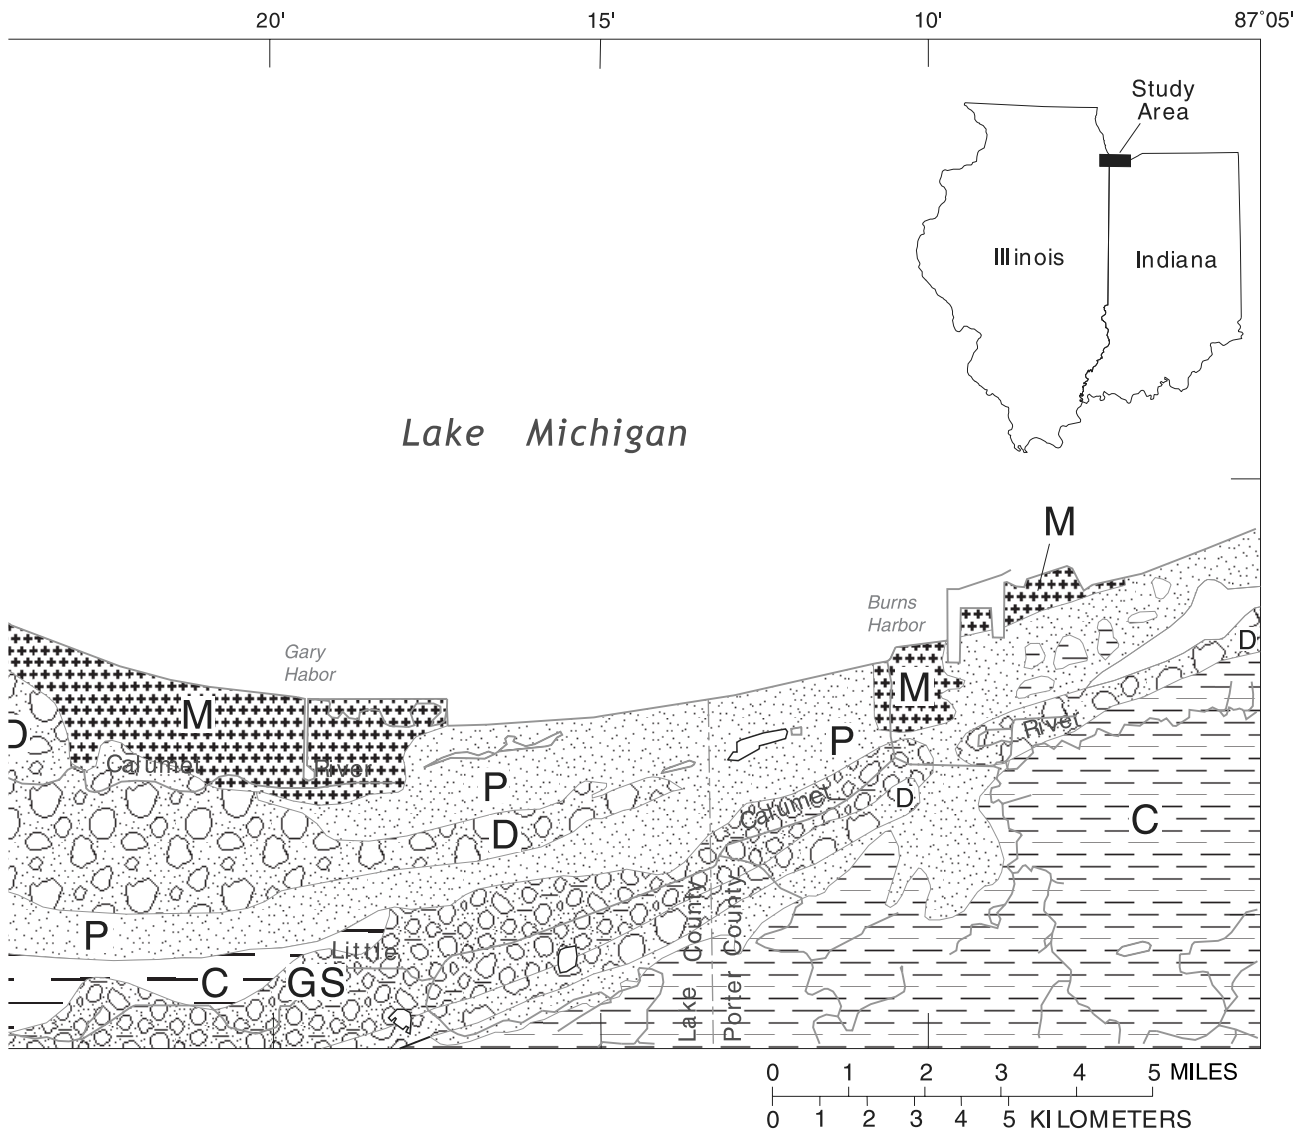 20' 15' 10' 87°05'
Study
Area
Illinois Indiana
Lake Michigan
M
Burns
Harbor
Gary
Habor
M
M
D
D
Calumet River
River
P
P
D
D
Calumet
C
P
Little
C GS
Lake County
Porter County
0 1 2 3 4 5 MILES
0 1 2 3 4 5 KILOMETERS